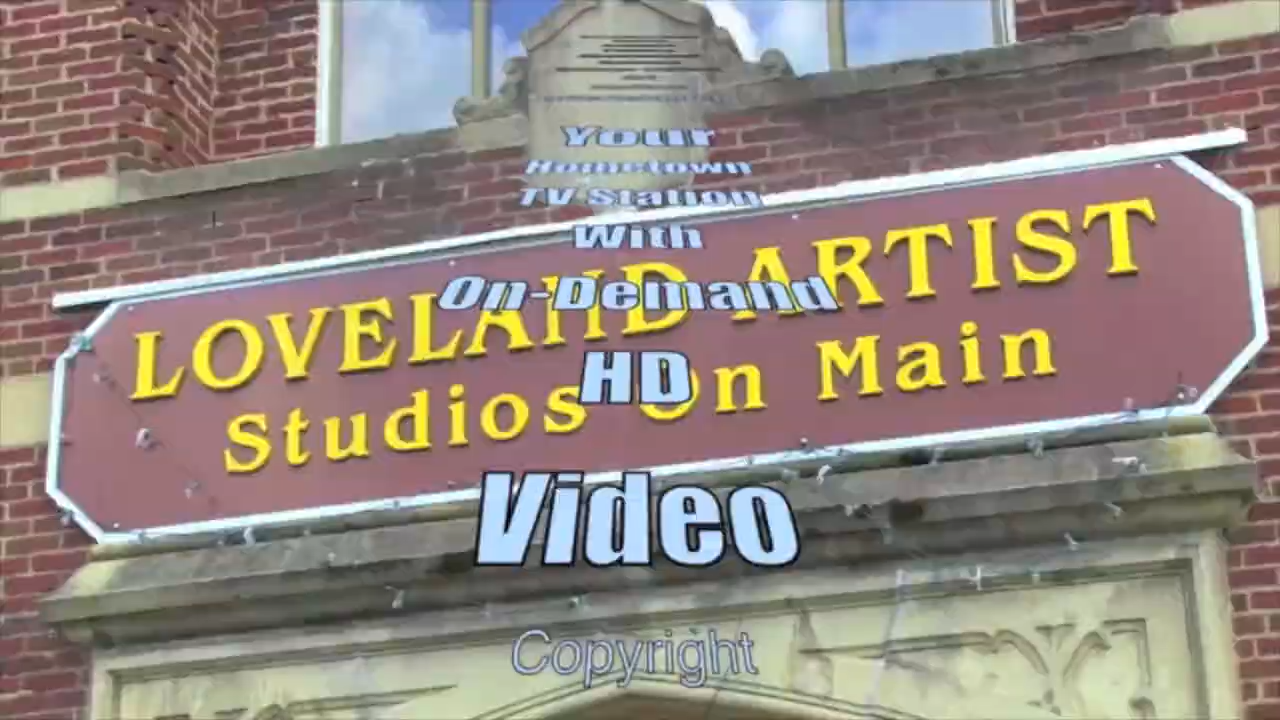 Your
Hometown
TV Station
With
On-Demand
HD
Video
Copyright
LOVELAND ARTIST
Studios On Main